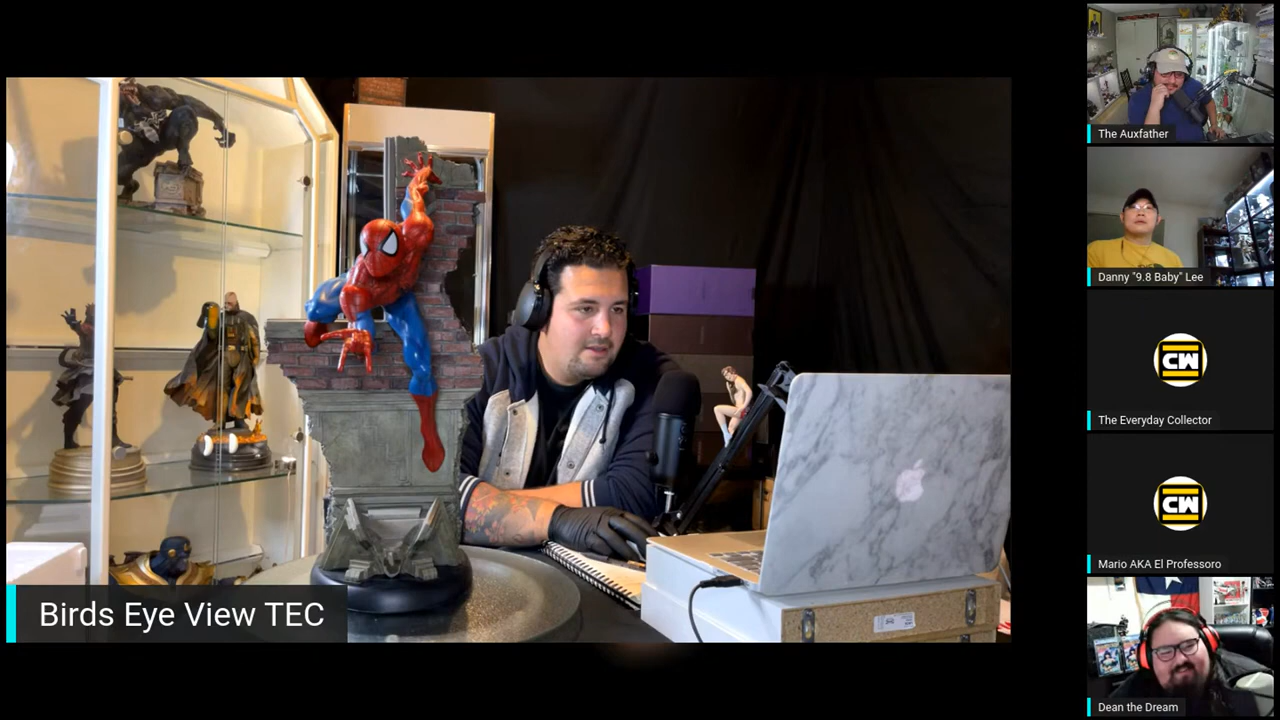 Birds Eye View TEC
The Auxfather
Danny "9.8 Baby" Lee
CW
The Everyday Collector
CW
Mario AKA El Professoro
Dean the Dream